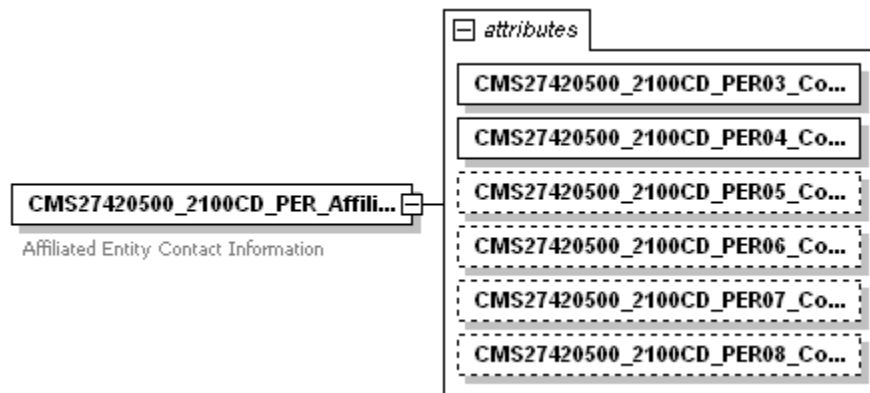 attributes
CMS27420500_2100CD_PER03_Co...
CMS27420500_2100CD_PER04_Co...
CMS27420500_2100CD_PER_Affili...
CMS27420500_2100CD_PER05_Co...
Affiliated Entity Contact Information
CMS27420500_2100CD_PER06_Co...
CMS27420500_2100CD_PER07_Co...
CMS27420500_2100CD_PER08_Co...